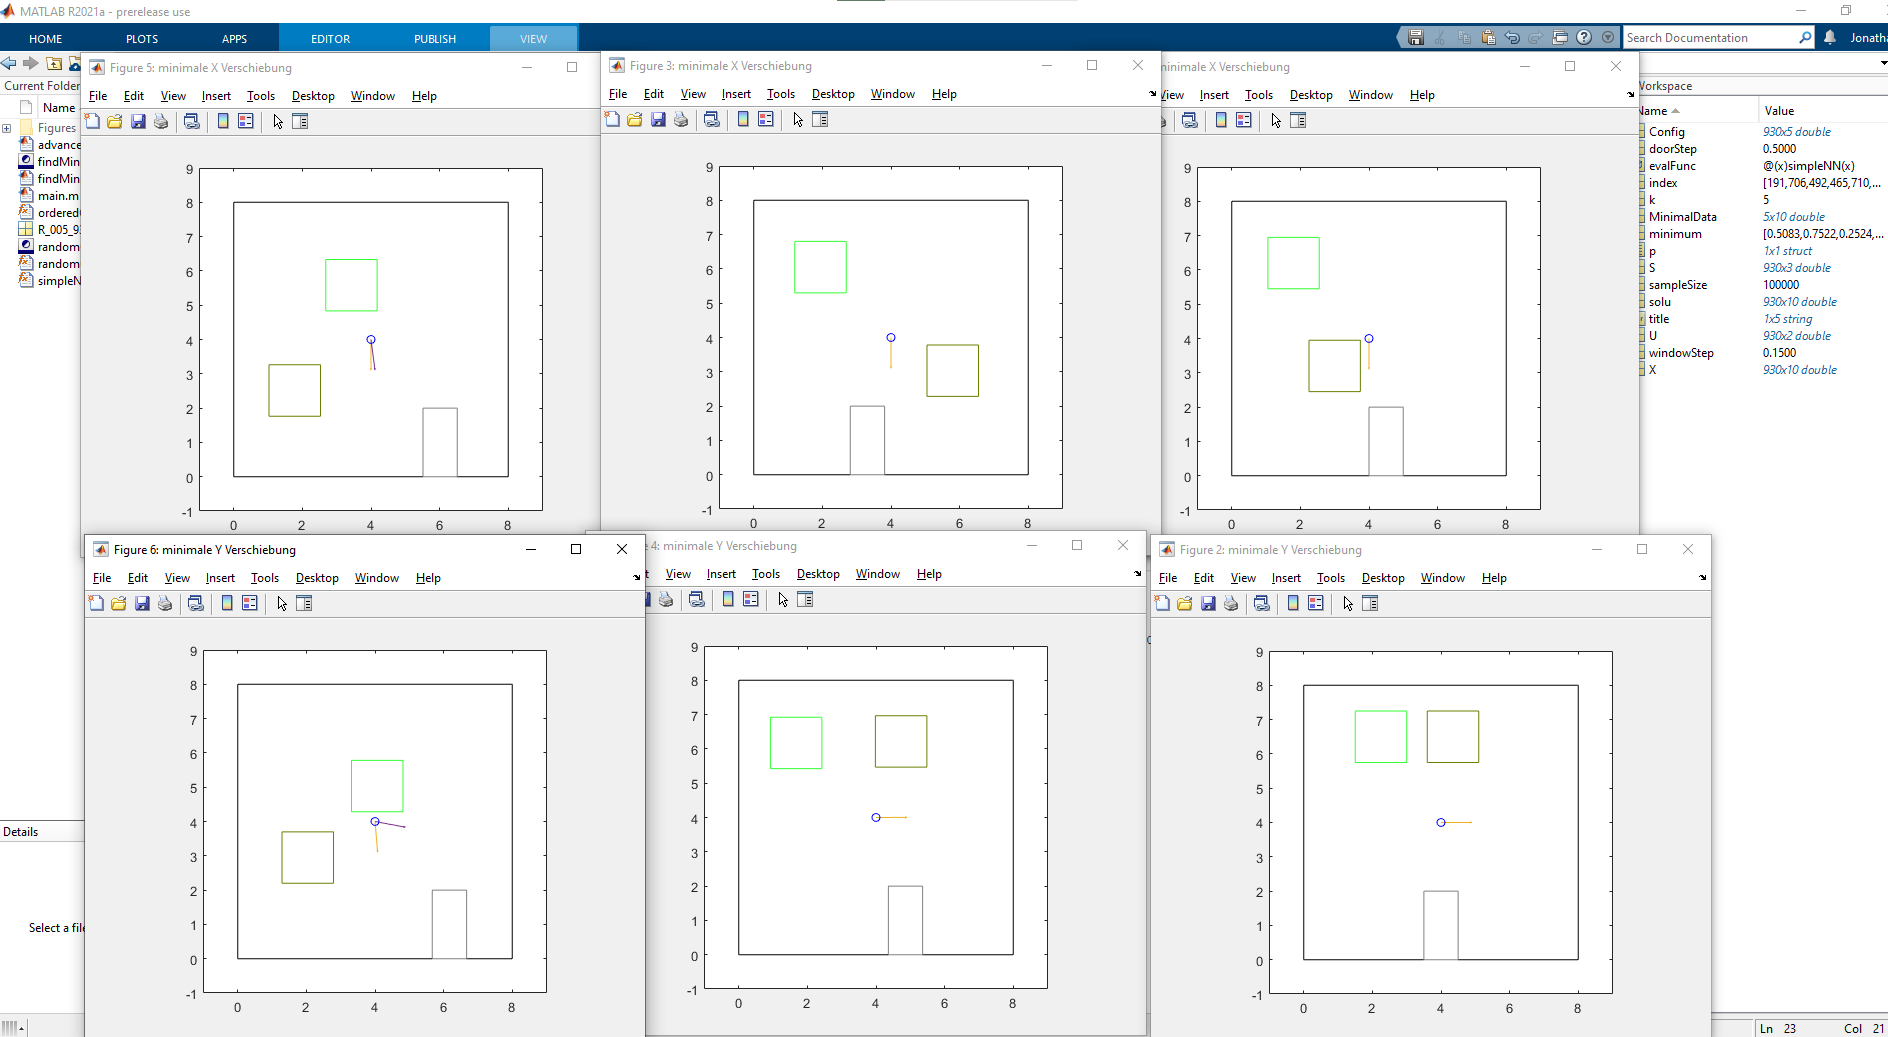 MATLAB R2021a - prerelease use
HOME PLOTS APPS EDITOR PUBLISH VIEW
Search Documentation
Current Folder
Name
Figures
main.m
Figure 5: minimale X Verschiebung
File Edit View Insert Tools Desktop Window Help
9
8
7
6
5
4
3
2
1
0
-1
0 2 4 6 8
Figure 3: minimale X Verschiebung
File Edit View Insert Tools Desktop Window Help
9
8
7
6
5
4
3
2
1
0
-1
0 2 4 6 8
minimale X Verschiebung
View Insert Tools Desktop Window Help
9
8
7
6
5
4
3
2
1
0
-1
0 2 4 6 8
Workspace
Name Value
Config 930x5 double
doorStep 0.5000
evalFunc @(x)simpleNN(x)
index [191,706,492,465,710,...
k 5
MinimalData 5x10 double
minimum [0.5083,0.7522,0.2524,...
p 1x1 struct
S 930x3 double
sampleSize 100000
solu 930x10 double
title 1x5 string
U 930x2 double
windowStep 0.1500
X 930x10 double
Figure 6: minimale Y Verschiebung
File Edit View Insert Tools Desktop Window Help
9
8
7
6
5
4
3
2
1
0
-1
0 2 4 6 8
4: minimale Y Verschiebung
View Insert Tools Desktop Window Help
9
8
7
6
5
4
3
2
1
0
-1
0 2 4 6 8
Figure 2: minimale Y Verschiebung
File Edit View Insert Tools Desktop Window Help
9
8
7
6
5
4
3
2
1
0
-1
0 2 4 6 8
Details
Select a file
Ln 23 Col 21